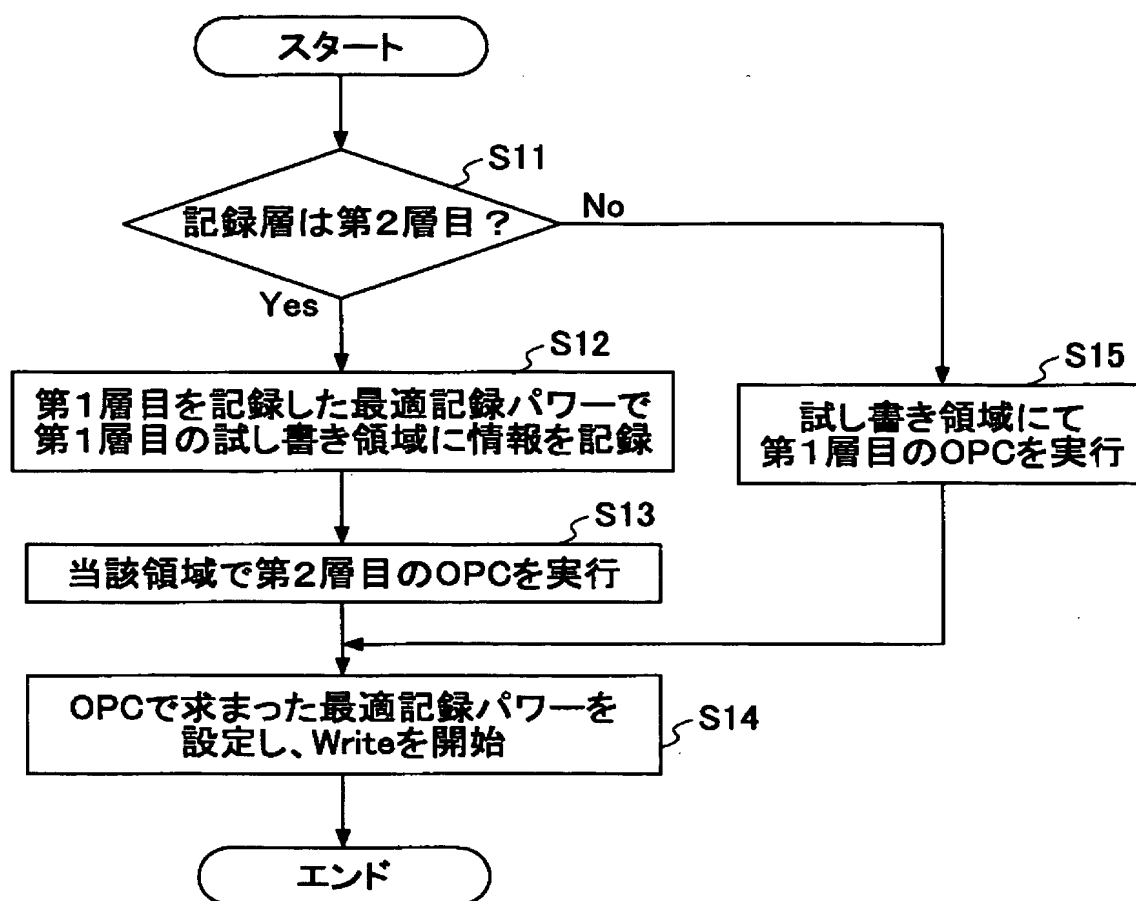 スタート
S11
記録層は第2層目?
No
Yes
S12
第1層目を記録した最適記録パワーで
第1層目の試し書き領域に情報を記録
S15
試し書き領域にて
第1層目のOPCを実行
S13
当該領域で第2層目のOPCを実行
OPCで求まった最適記録パワーを
設定し、Writeを開始
S14
エンド